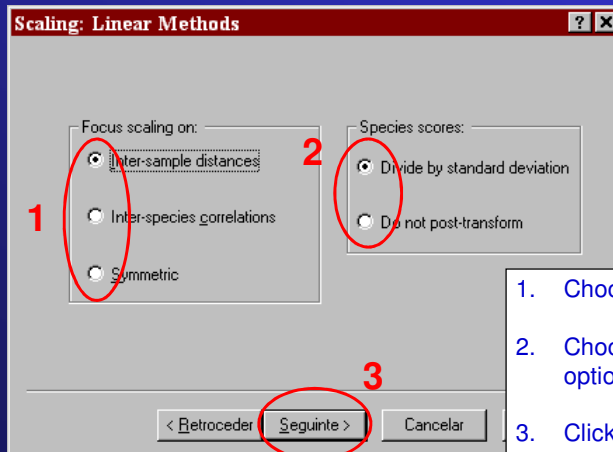 Scaling: Linear Methods
Focus scaling on:
Inter-sample distances
Inter-species correlations
Symmetric
1
Species scores:
Divide by standard deviation
Do not post-transform
2
3
< Retroceder
Seguinte >
Cancelar
1.
2.
3. Click